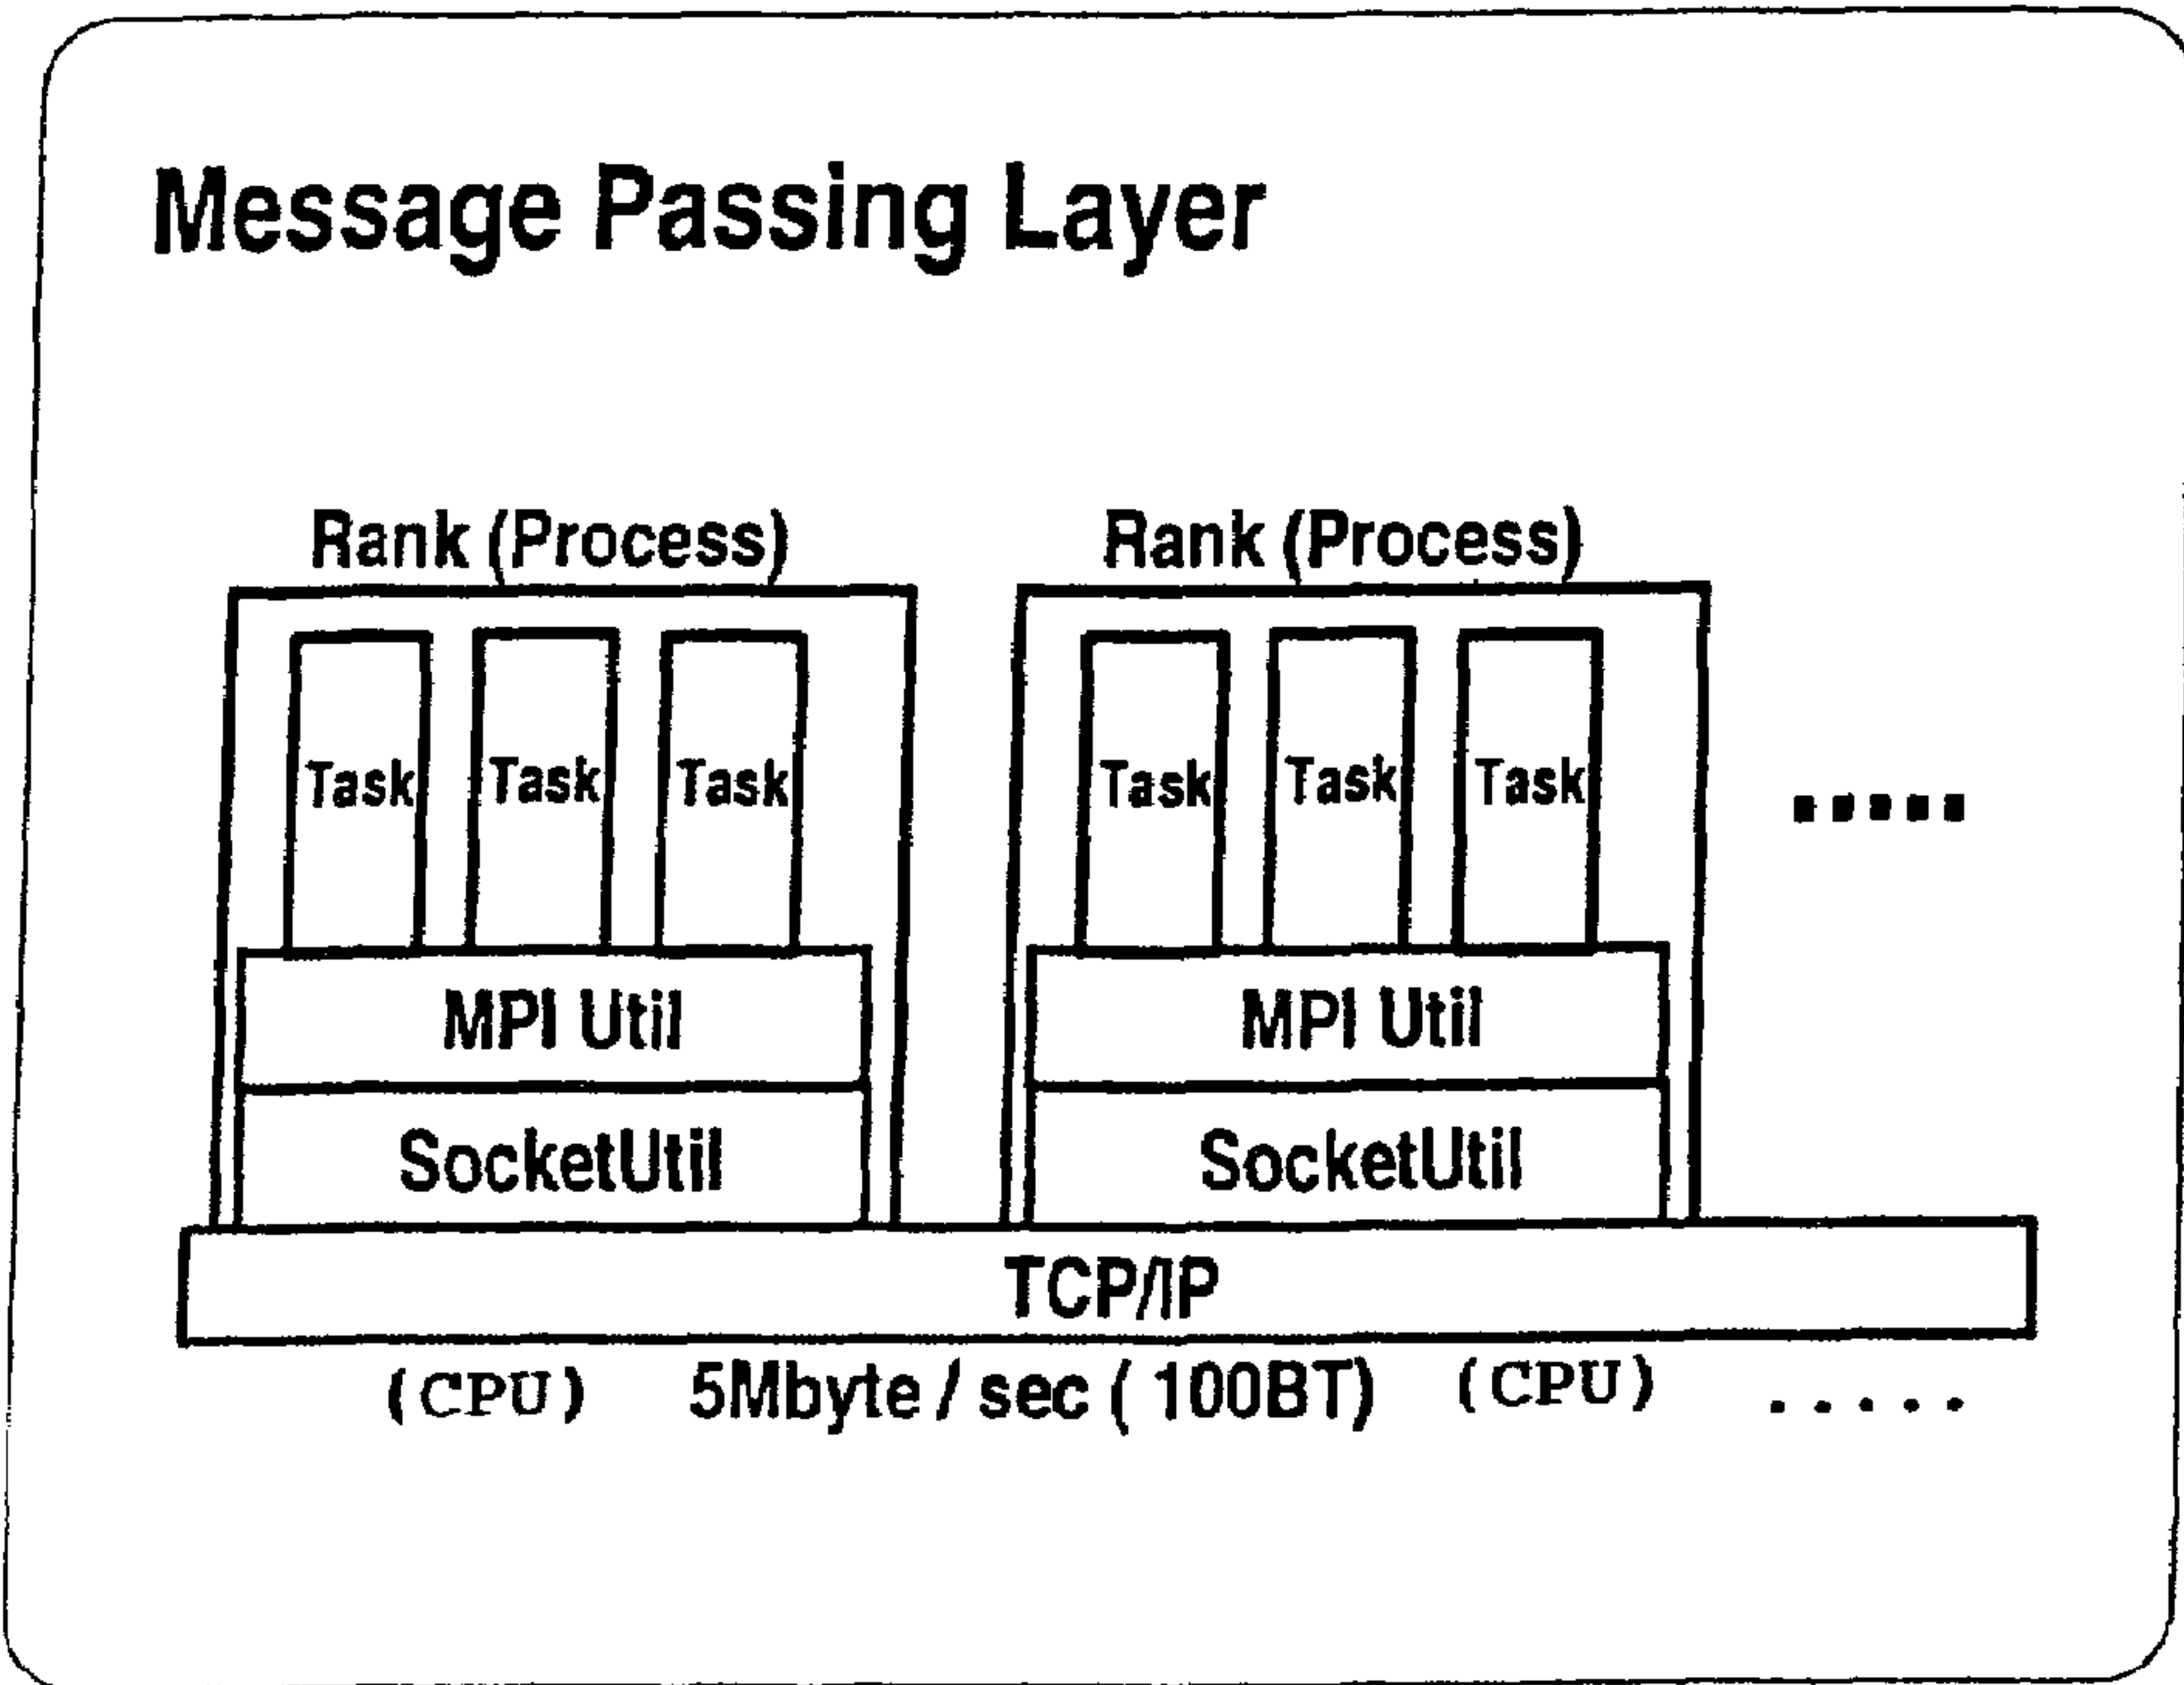 Message Passing Layer
Rank (Process) Rank (Process)
Task Task Task Task Task Task .....
MPI Util MPI Util
SocketUtil SocketUtil
TCP/IP
(CPU) 5Mbyte / sec ( 100BT) (CPU) .....